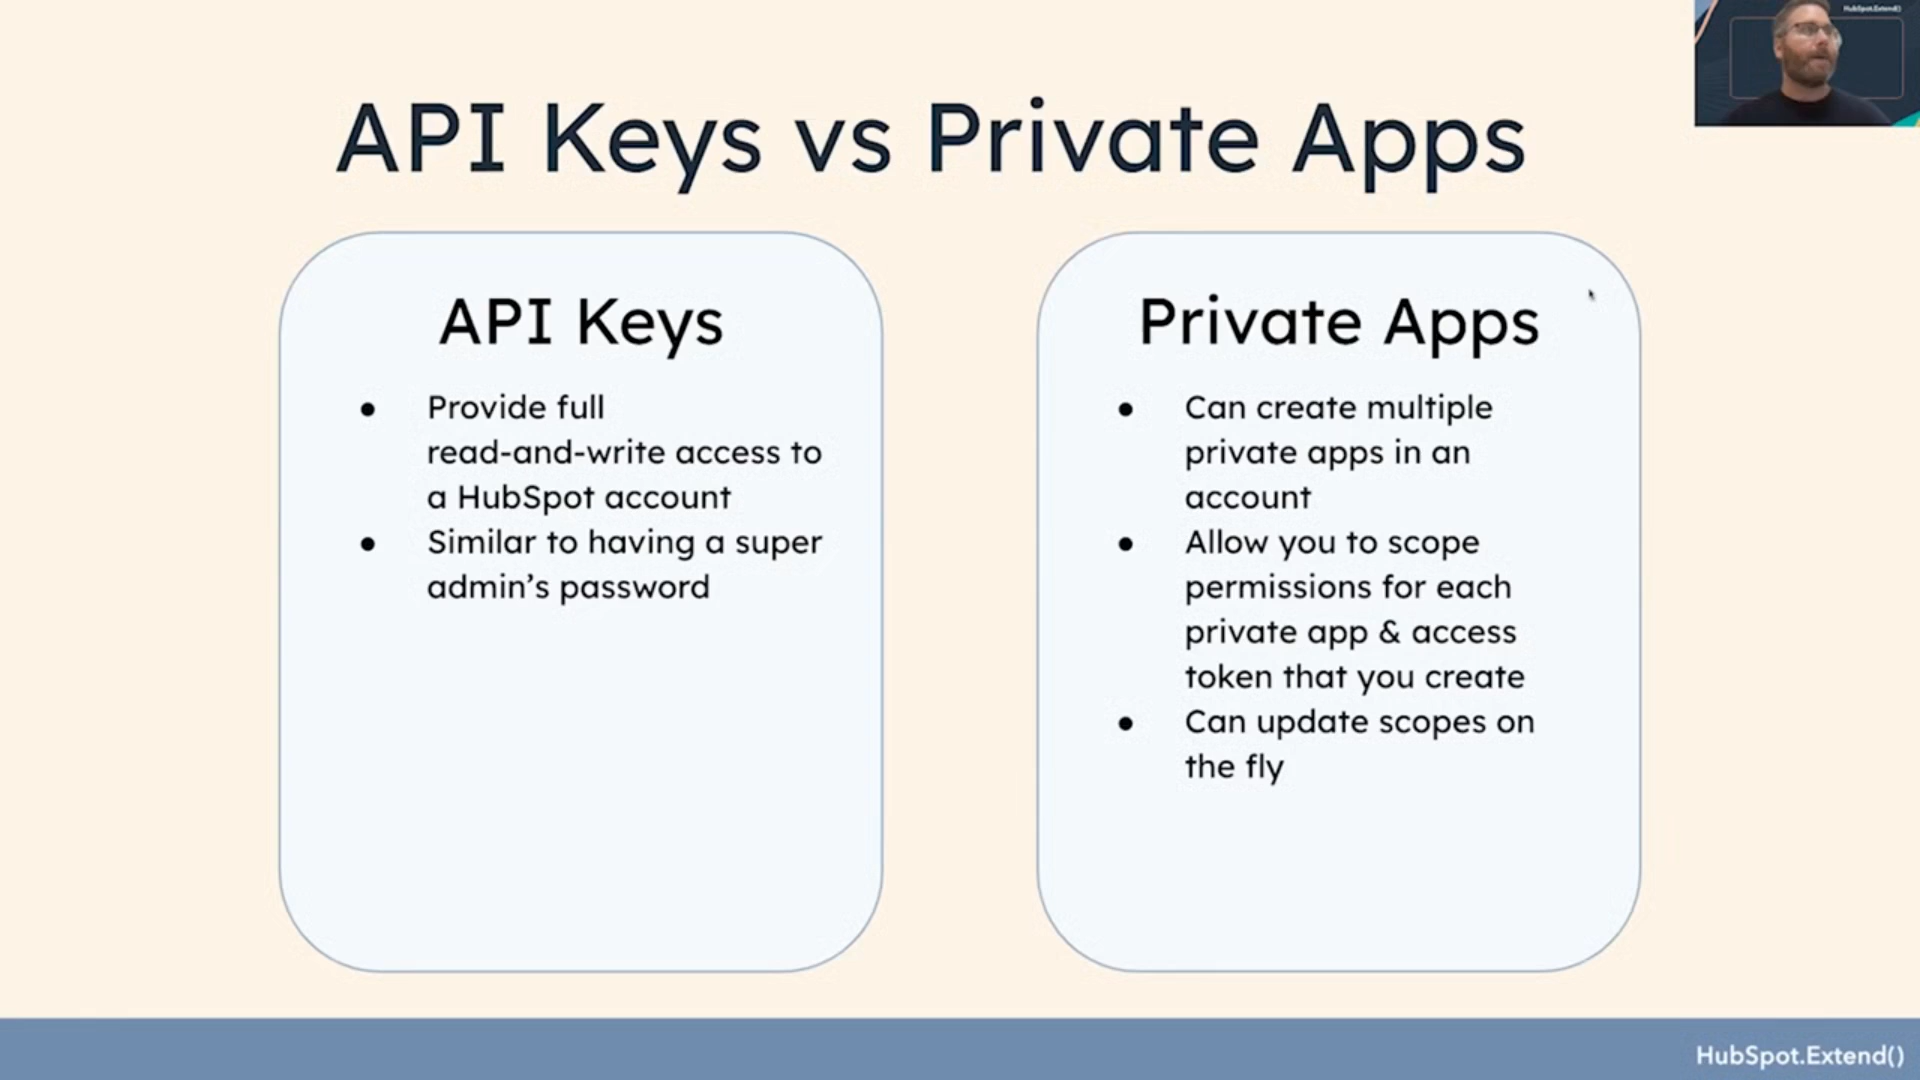 HubSpot.Extend()
API Keys vs Private Apps
API Keys
● Provide full
read-and-write access to
a HubSpot account
● Similar to having a super
admin’s password
Private Apps
● Can create multiple
private apps in an
account
● Allow you to scope
permissions for each
private app & access
token that you create
● Can update scopes on
the fly
HubSpot.Extend()